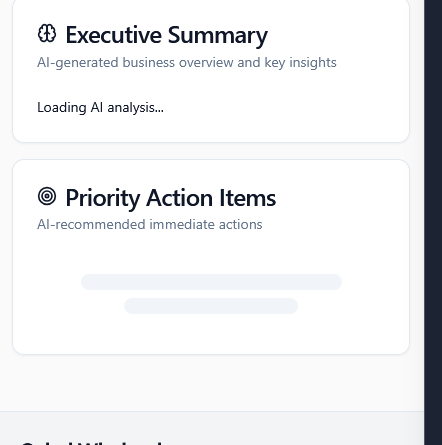 Executive Summary
AI-generated business overview and key insights
Loading AI analysis...
Priority Action Items
AI-recommended immediate actions